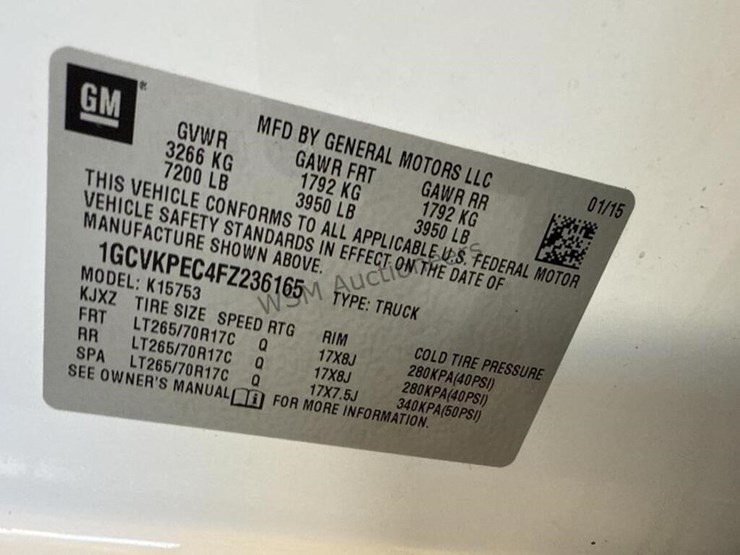 GM ®
MFD BY GENERAL MOTORS LLC 01/15
GVWR GAWR FRT GAWR RR
3266 KG 1792 KG 1792 KG
7200 LB 3950 LB 3950 LB
THIS VEHICLE CONFORMS TO ALL APPLICABLE U.S. FEDERAL MOTOR
VEHICLE SAFETY STANDARDS IN EFFECT ON THE DATE OF
MANUFACTURE SHOWN ABOVE.
1GCVKPEC4FZ236165 TYPE: TRUCK
MODEL: K15753
KJXZ TIRE SIZE SPEED RTG RIM COLD TIRE PRESSURE
FRT LT265/70R17C Q 17X8J 280KPA(40PSI)
RR LT265/70R17C Q 17X8J 280KPA(40PSI)
SPA LT265/70R17C Q 17X7.5J 340KPA(50PSI)
SEE OWNER'S MANUAL i FOR MORE INFORMATION.
WSM Auctioneers